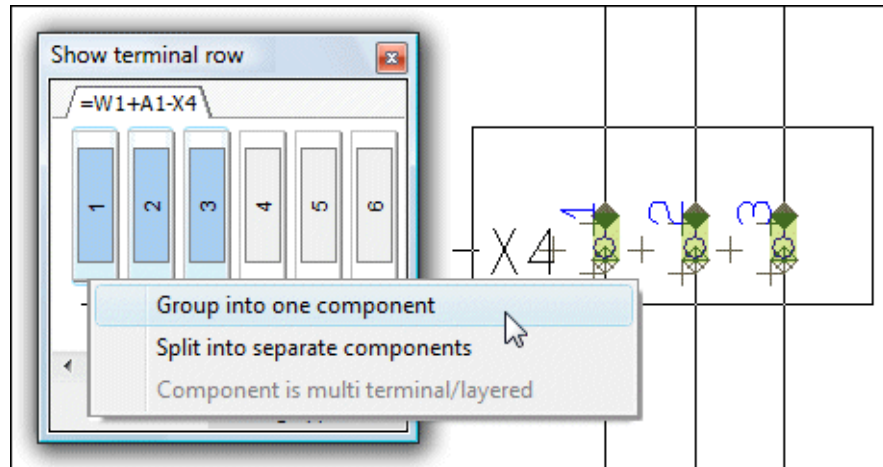 Show terminal row
=W1+A1-X4
1 2 3 4 5 6
-X4 1 2 3
Group into one component
Split into separate components
Component is multi terminal/layered